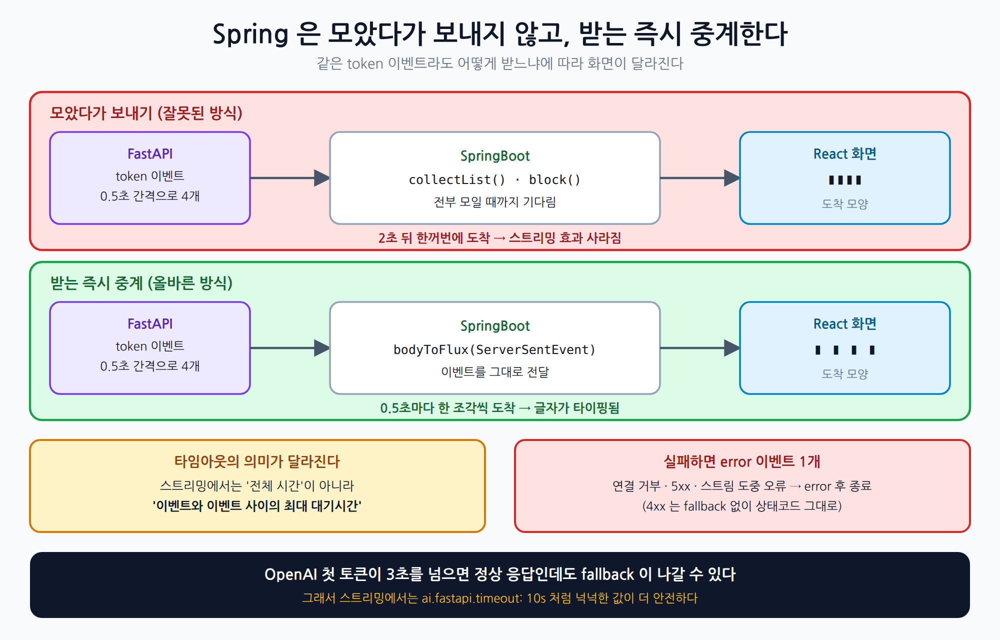 Spring 은 모았다가 보내지 않고, 받는 즉시 중계한다
같은 token 이벤트라도 어떻게 받느냐에 따라 화면이 달라진다
모았다가 보내기 (잘못된 방식)
FastAPI
token 이벤트
0.5초 간격으로 4개
SpringBoot
collectList() · block()
전부 모일 때까지 기다림
React 화면
▮▮▮▮
도착 모양
2초 뒤 한꺼번에 도착 → 스트리밍 효과 사라짐
받는 즉시 중계 (올바른 방식)
FastAPI
token 이벤트
0.5초 간격으로 4개
SpringBoot
bodyToFlux(ServerSentEvent)
이벤트를 그대로 전달
React 화면
▮ ▮ ▮ ▮
도착 모양
0.5초마다 한 조각씩 도착 → 글자가 타이핑됨
타임아웃의 의미가 달라진다
스트리밍에서는 '전체 시간'이 아니라
'이벤트와 이벤트 사이의 최대 대기시간'
실패하면 error 이벤트 1개
연결 거부 · 5xx · 스트림 도중 오류 → error 후 종료
(4xx 는 fallback 없이 상태코드 그대로)
OpenAI 첫 토큰이 3초를 넘으면 정상 응답인데도 fallback 이 나갈 수 있다
그래서 스트리밍에서는 ai.fastapi.timeout: 10s 처럼 넉넉한 값이 더 안전하다